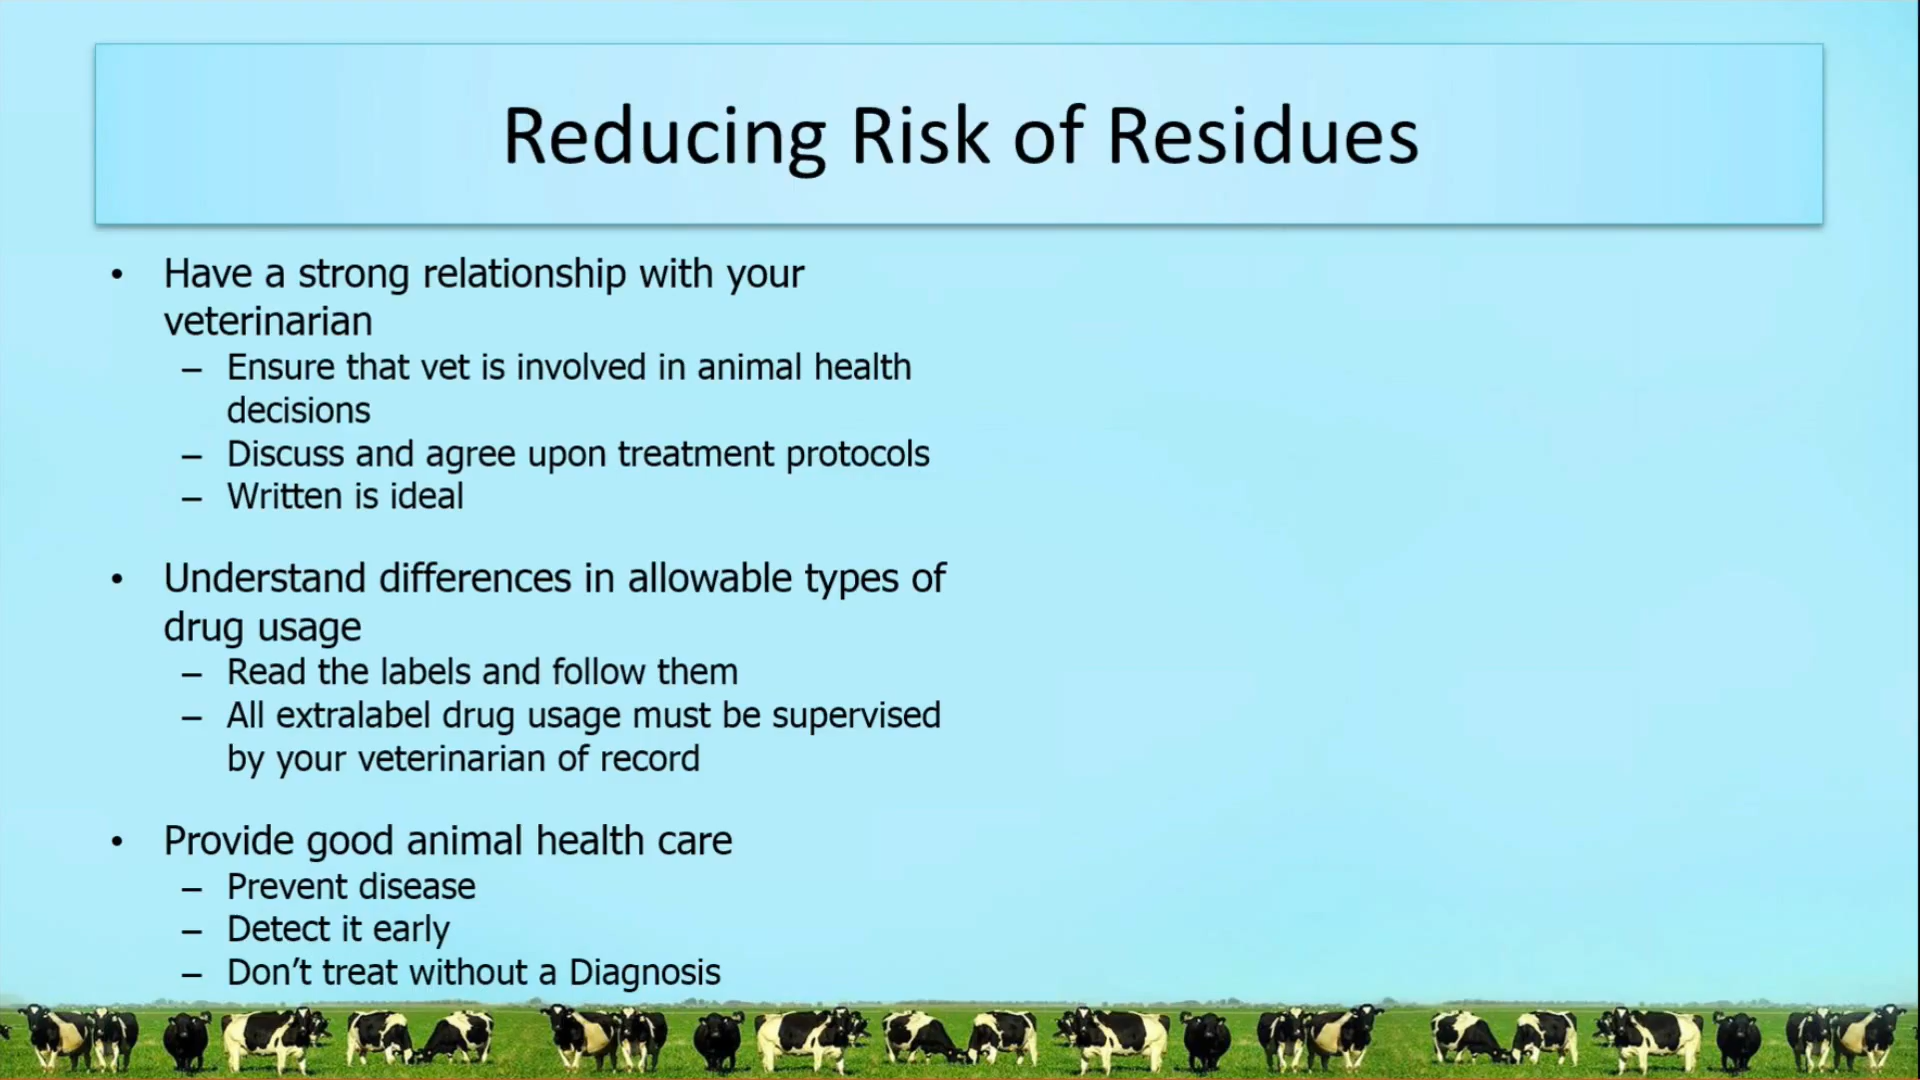 Reducing Risk of Residues
• Have a strong relationship with your
veterinarian
– Ensure that vet is involved in animal health
decisions
– Discuss and agree upon treatment protocols
– Written is ideal
• Understand differences in allowable types of
drug usage
– Read the labels and follow them
– All extralabel drug usage must be supervised
by your veterinarian of record
• Provide good animal health care
– Prevent disease
– Detect it early
– Don’t treat without a Diagnosis